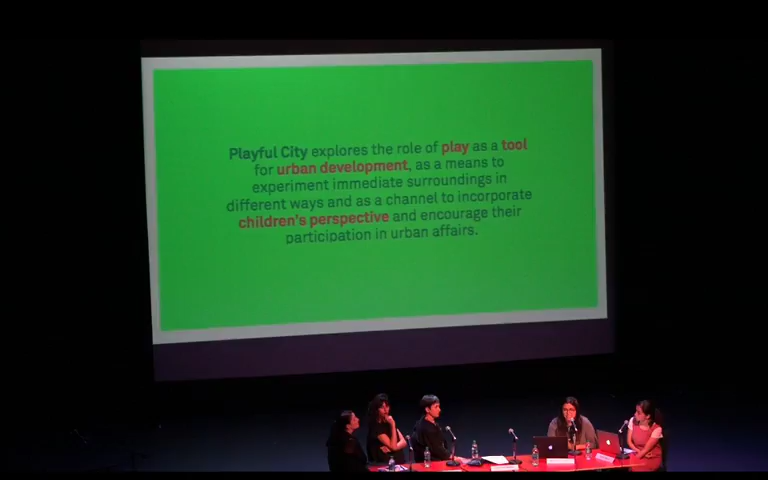 Playful City explores the role of play as a tool
for urban development, as a means to
experiment immediate surroundings in
different ways and as a channel to incorporate
children's perspective and encourage their
participation in urban affairs.